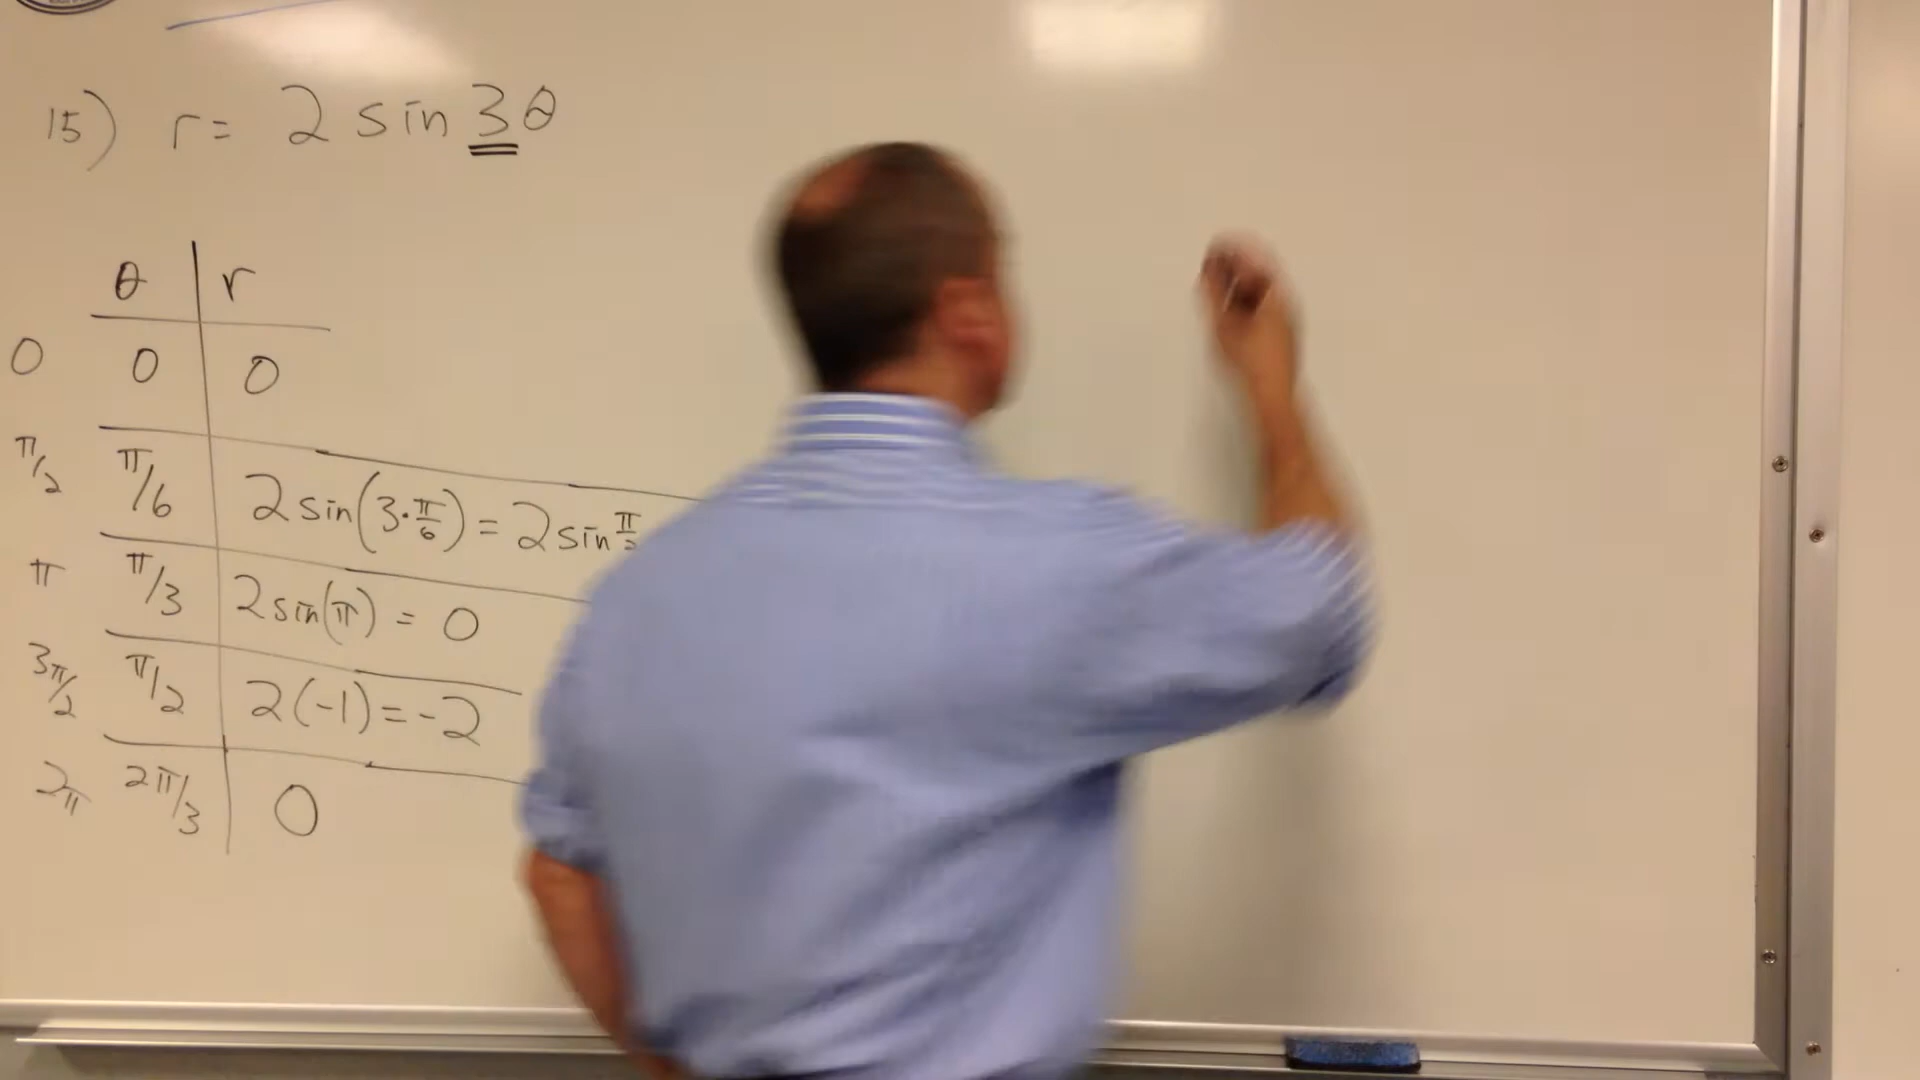 15) r = 2 sin 3θ
θ r
0 0 0
π/2 π/6 2 sin(3·π/6) = 2 sin π/2
π π/3 2 sin(π) = 0
3π/2 π/2 2(-1) = -2
2π 2π/3 0